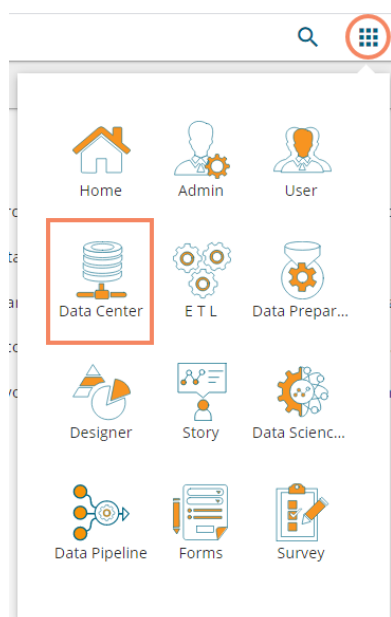 Home
Admin
User
Data Center
E T L
Data Prepar...
Designer
Story
Data Scienc...
Data Pipeline
Forms
Survey